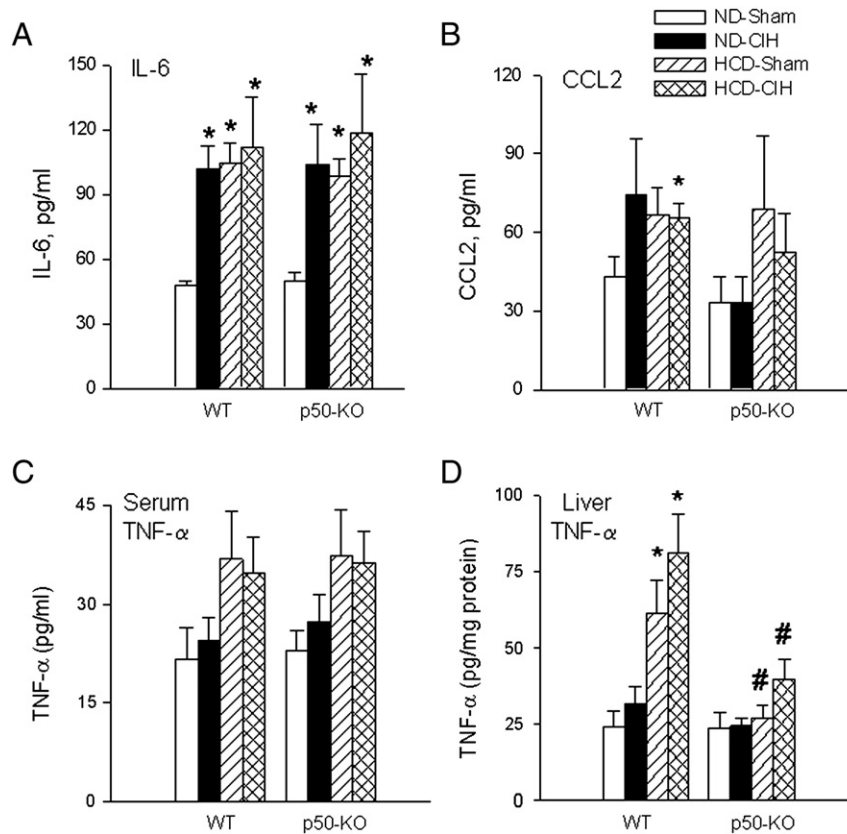 A
IL-6
IL-6, pg/ml
150
120
90
60
30
0
* * * * * *
WT p50-KO
B
ND-Sham
ND-CIH
HCD-Sham
HCD-CIH
CCL2
CCL2, pg/ml
120
90
60
30
0
*
WT p50-KO
C
Serum
TNF-α
TNF-α (pg/ml)
45
30
15
0
WT p50-KO
D
Liver
TNF-α
TNF-α (pg/mg protein)
100
75
50
25
0
* * # #
WT p50-KO